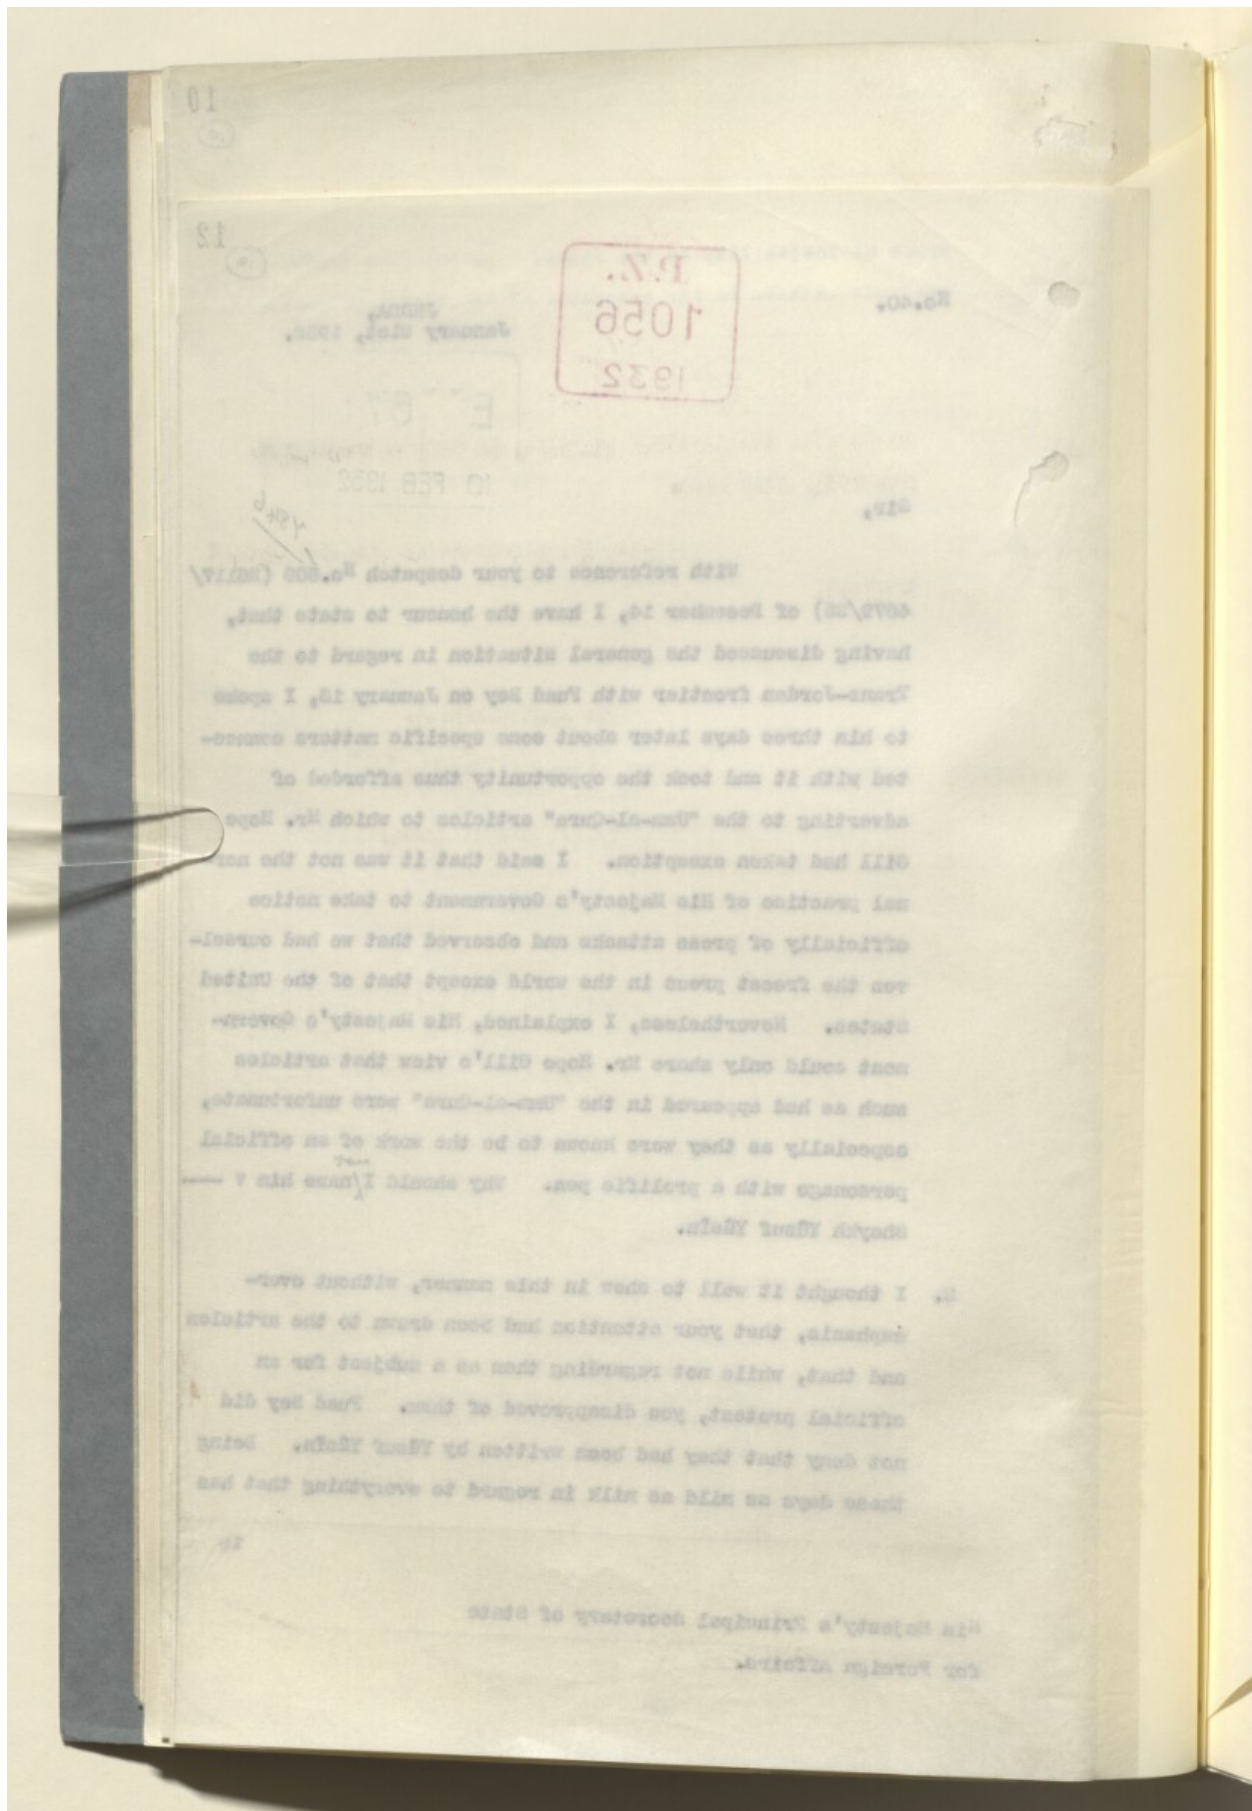 10
12
P.Z.
1056
1932
No.40.
JEDDA,
January 21st, 1932.
E 67
10 FEB 1932
Sir,
With reference to your despatch No.509
of December 14, I have the honour to state that,
having discussed the general situation in regard to the
Trans-Jordan frontier with Fuad Bey on January 13, I spoke
to him three days later about some specific matters connec-
ted with it and took the opportunity thus afforded of
adverting to the "Umm-al-Qura" articles to which Mr. Hope
Gill had taken exception. I said that it was not the nor-
mal practice of His Majesty's Government to take notice
officially of press attacks and observed that we had oursel-
ves the freest press in the world except that of the United
States. Nevertheless, I explained, His Majesty's Govern-
ment could only share Mr. Hope Gill's view that articles
such as had appeared in the "Umm-al-Qura" were unfortunate,
especially as they were known to be the work of an official
personage with a prolific pen. Why should I not name him ? ----
Sheykh Yūsuf Yāsīn.
2. I thought it well to show in this manner, without over-
emphasis, that your attention had been drawn to the articles
and that, while not regarding them as a subject for an
official protest, you disapproved of them. Fuad Bey did
not deny that they had been written by Yūsuf Yāsīn. Being
these days as mild as milk in regard to everything that has
to
His Majesty's Principal Secretary of State
for Foreign Affairs.